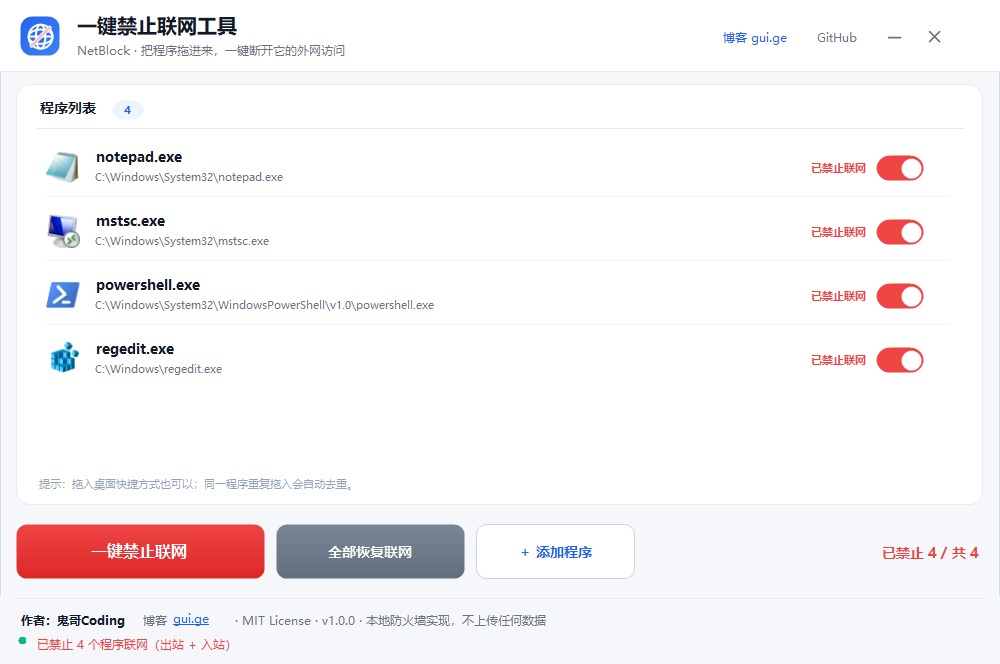 一键禁止联网工具
NetBlock · 把程序拖进来，一键断开它的外网访问
博客 gui.ge GitHub
程序列表 4
notepad.exe
C:\Windows\System32\notepad.exe
已禁止联网
mstsc.exe
C:\Windows\System32\mstsc.exe
已禁止联网
powershell.exe
C:\Windows\System32\WindowsPowerShell\v1.0\powershell.exe
已禁止联网
regedit.exe
C:\Windows\regedit.exe
已禁止联网
提示：拖入桌面快捷方式也可以；同一程序重复拖入会自动去重。
一键禁止联网 全部恢复联网 + 添加程序 已禁止 4 / 共 4
作者：鬼哥Coding 博客 gui.ge · MIT License · v1.0.0 · 本地防火墙实现，不上传任何数据
已禁止 4 个程序联网（出站 + 入站）